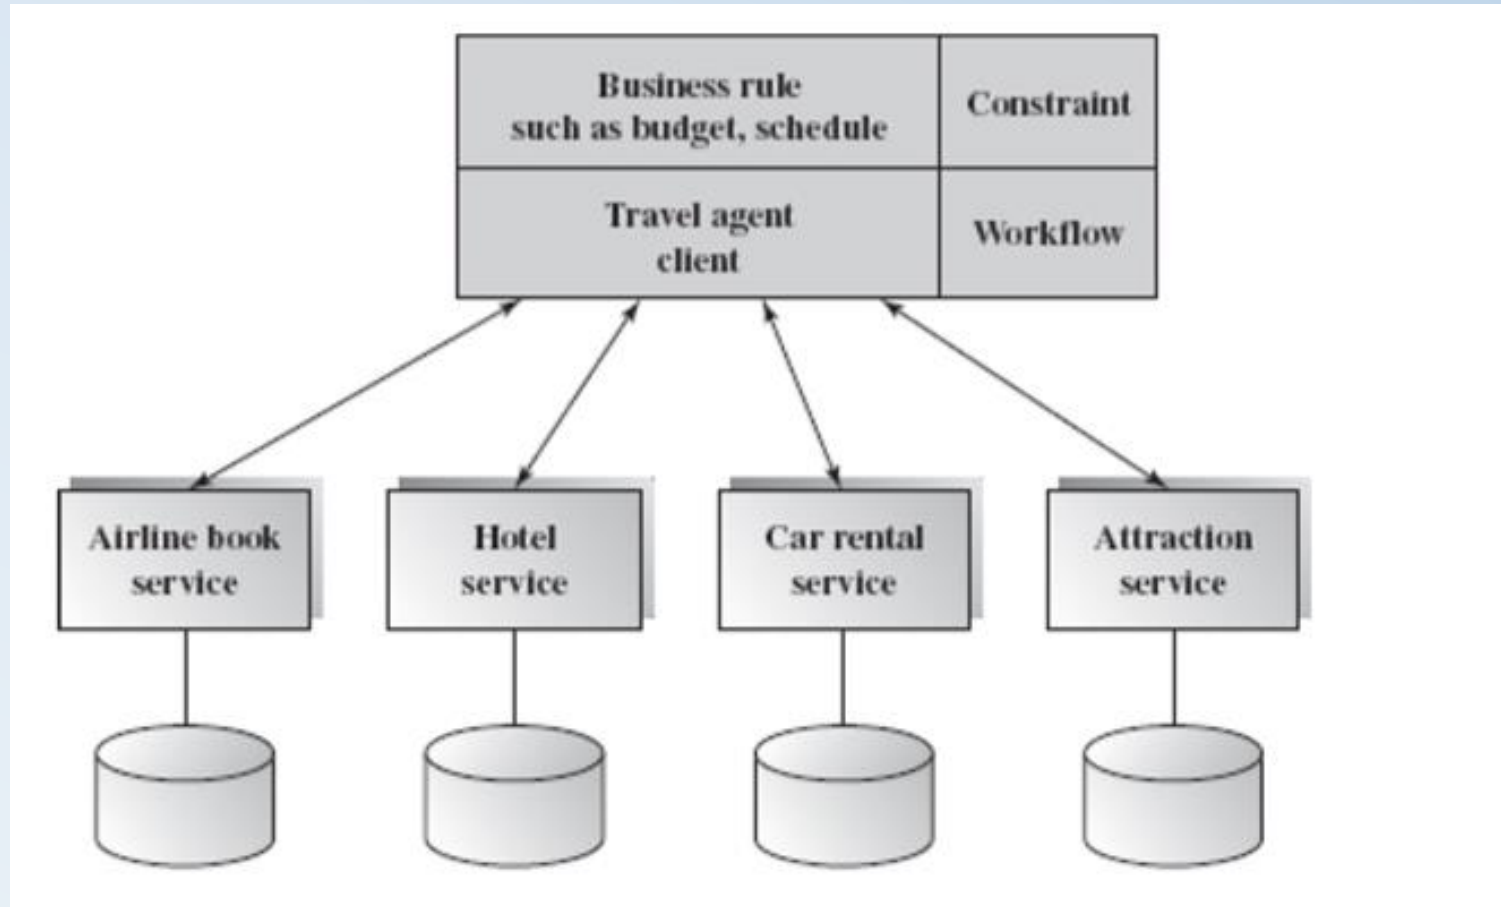 Business rule
such as budget, schedule
Constraint
Travel agent
client
Workflow
Airline book
service
Hotel
service
Car rental
service
Attraction
service